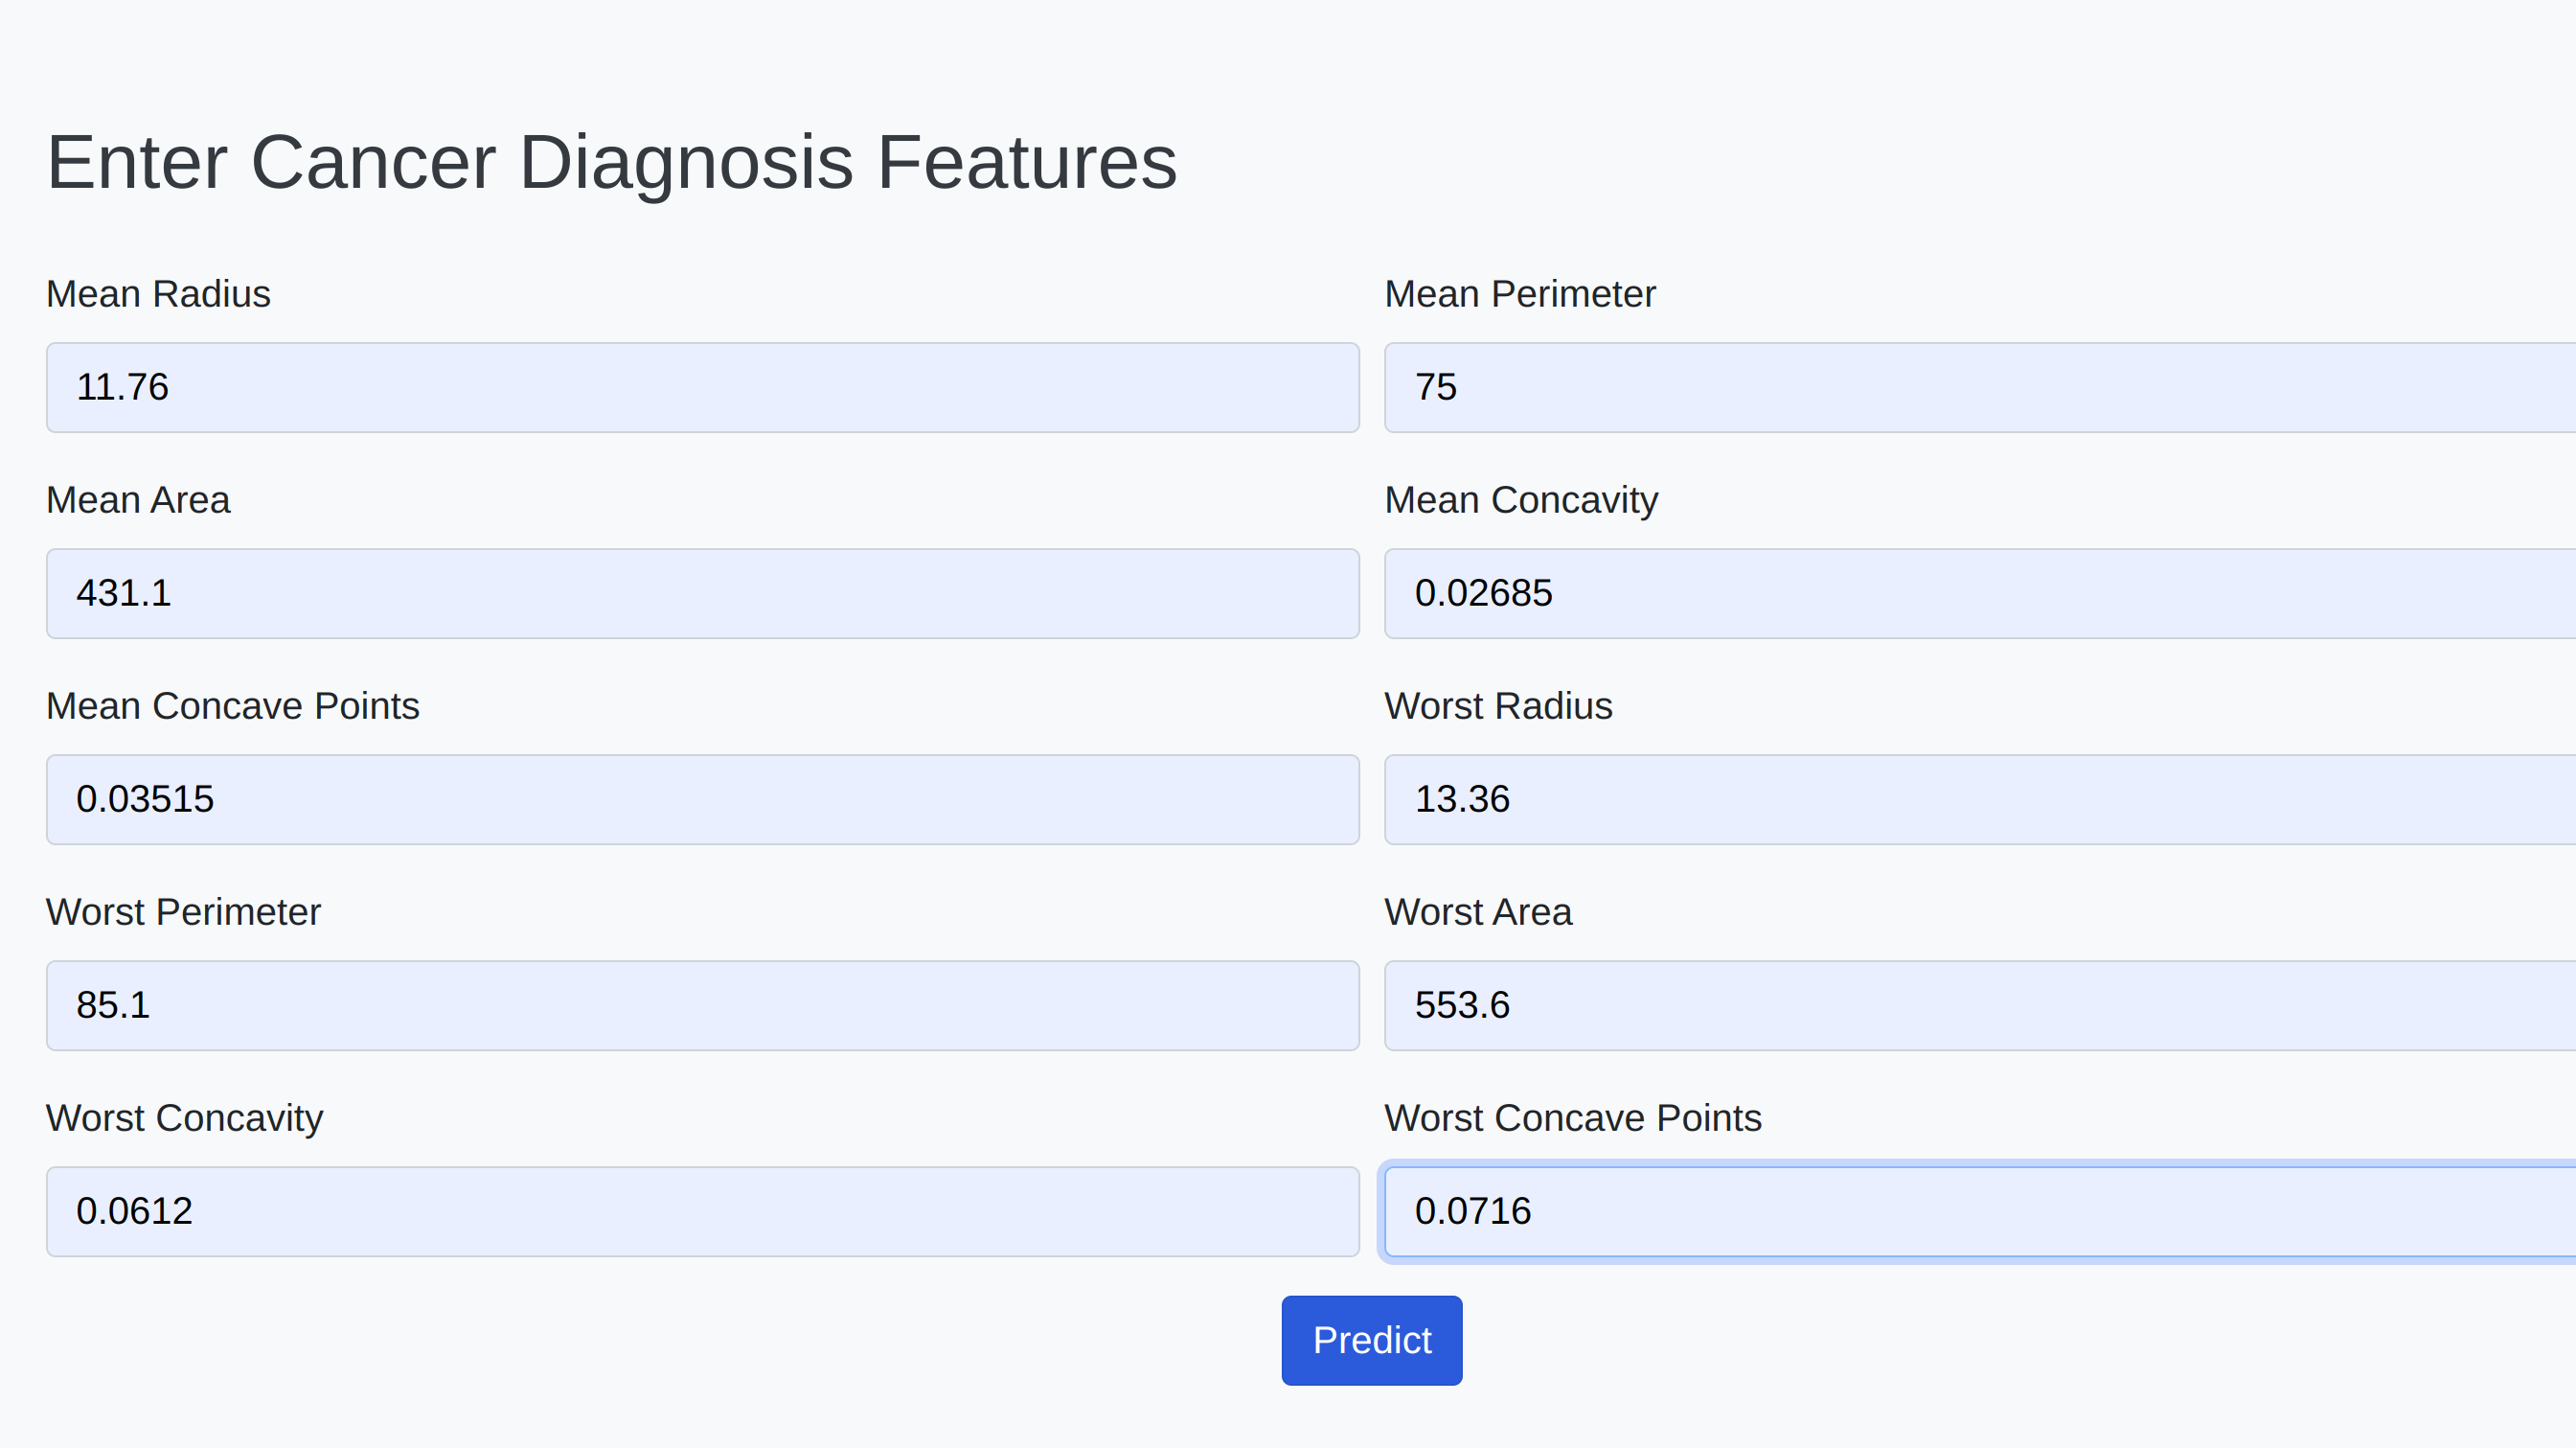 Enter Cancer Diagnosis Features
Mean Radius
Mean Perimeter
11.76
75
Mean Area
Mean Concavity
431.1
0.02685
Mean Concave Points
Worst Radius
0.03515
13.36
Worst Perimeter
Worst Area
85.1
553.6
Worst Concavity
Worst Concave Points
0.0612
0.0716
Predict